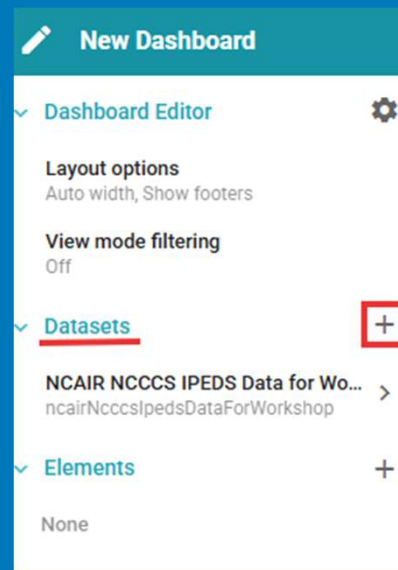 New Dashboard
Dashboard Editor
Layout options
Auto width, Show footers
View mode filtering
Off
Datasets
NCAIR NCCCS IPEDS Data for Wo...
ncairNcccsIpedsDataForWorkshop
Elements
None